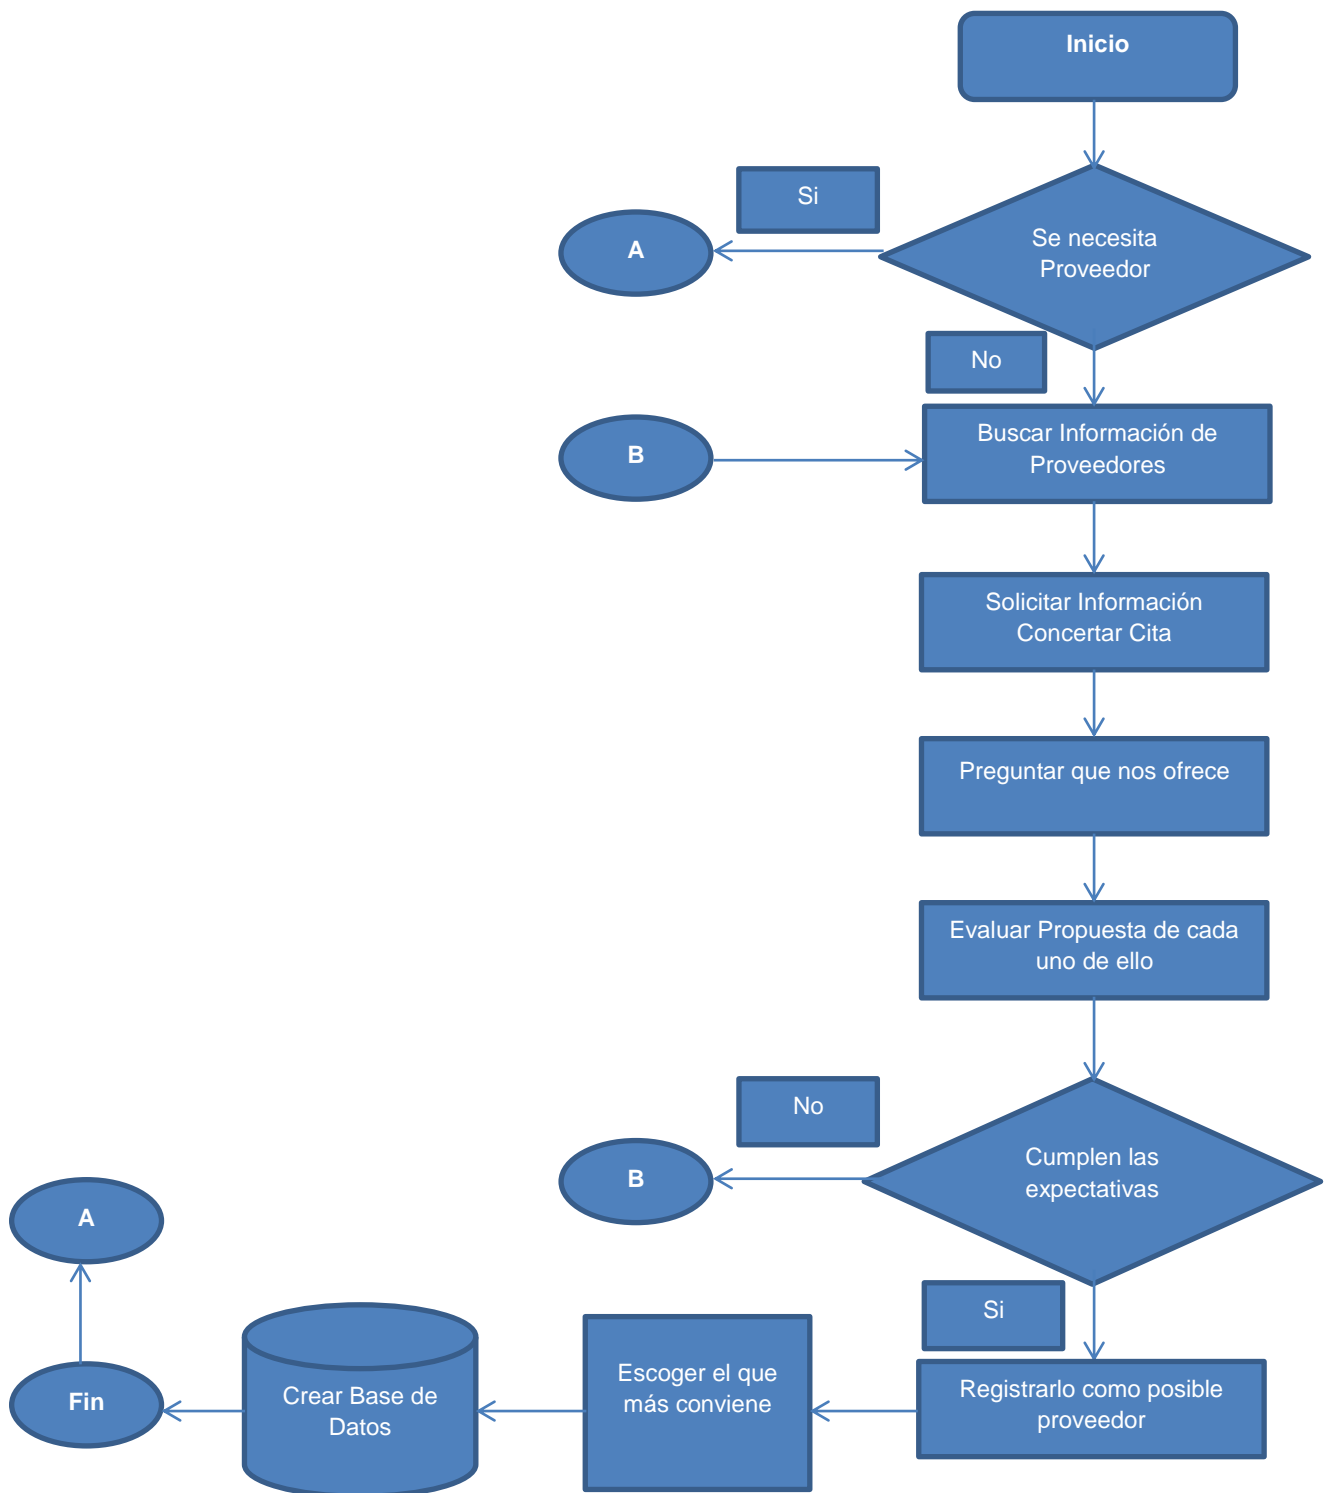 Inicio
Si
A
Se necesita
Proveedor
No
B
Buscar Información de
Proveedores
Solicitar Información
Concertar Cita
Preguntar que nos ofrece
Evaluar Propuesta de cada
uno de ello
No
B
Cumplen las
expectativas
A
Si
Fin
Crear Base de
Datos
Escoger el que
más conviene
Registrarlo como posible
proveedor